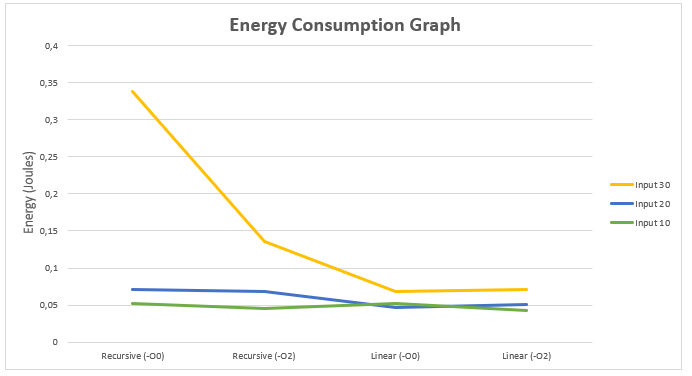 Energy Consumption Graph
Energy (Joules)
0,4
0,35
0,3
0,25
0,2
0,15
0,1
0,05
0
Recursive (-O0)
Recursive (-O2)
Linear (-O0)
Linear (-O2)
Input 30
Input 20
Input 10